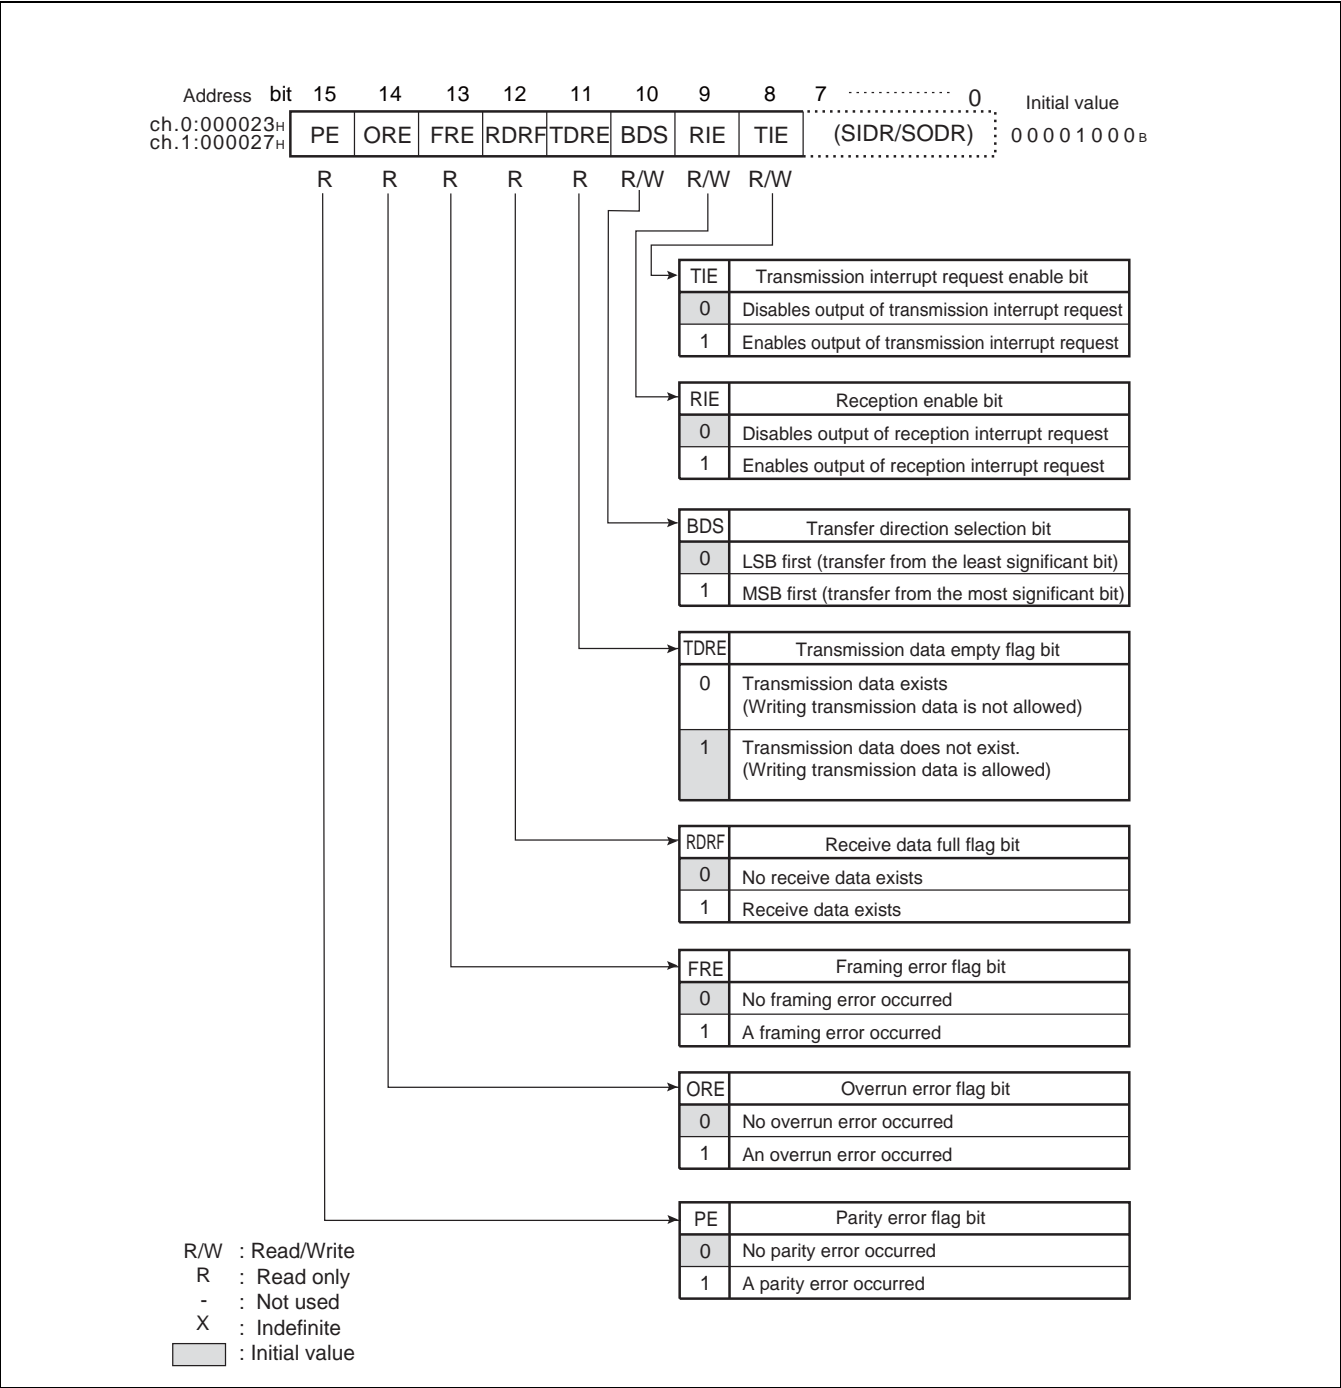 Address bit 15 14 13 12 11 10 9 8 7 0 Initial value
ch.0:000023H PE ORE FRE RDRF TDRE BDS RIE TIE (SIDR/SODR) 00001000B
ch.1:000027H
R R R R R R/W R/W R/W
TIE Transmission interrupt request enable bit
0 Disables output of transmission interrupt request
1 Enables output of transmission interrupt request
RIE Reception enable bit
0 Disables output of reception interrupt request
1 Enables output of reception interrupt request
BDS Transfer direction selection bit
0 LSB first (transfer from the least significant bit)
1 MSB first (transfer from the most significant bit)
TDRE Transmission data empty flag bit
0 Transmission data exists
(Writing transmission data is not allowed)
1 Transmission data does not exist.
(Writing transmission data is allowed)
RDRF Receive data full flag bit
0 No receive data exists
1 Receive data exists
FRE Framing error flag bit
0 No framing error occurred
1 A framing error occurred
ORE Overrun error flag bit
0 No overrun error occurred
1 An overrun error occurred
PE Parity error flag bit
0 No parity error occurred
1 A parity error occurred
R/W : Read/Write
R : Read only
- : Not used
X : Indefinite
: Initial value